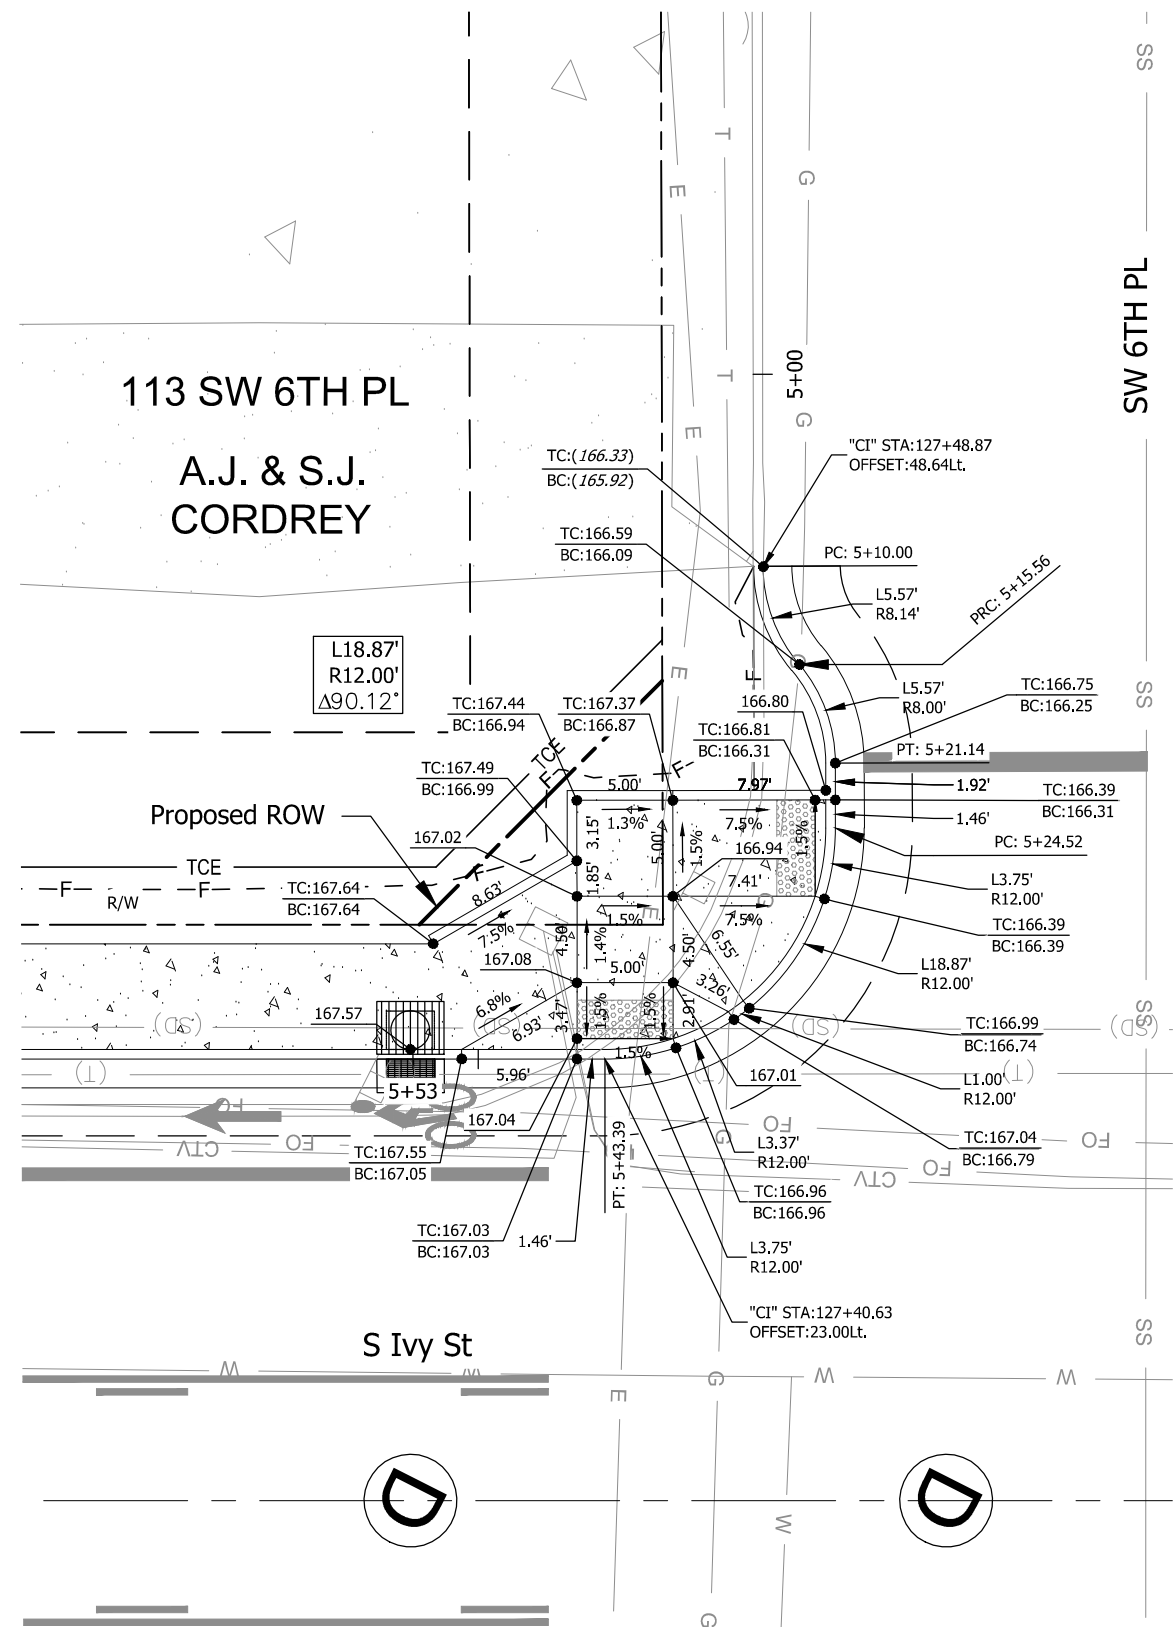 SS
T
G
E
SW 6TH PL
5+00
T
113 SW 6TH PL
E
G
"CI" STA:127+48.87
OFFSET:48.64Lt.
TC:(166.33)
BC:(165.92)
A.J. & S.J.
CORDREY
TC:166.59
BC:166.09
PC: 5+10.00
L5.57'
R8.14'
PRC: 5+15.56
L18.87'
R12.00'
Δ90.12°
G
E
F
L5.57'
R8.00'
TC:166.75
BC:166.25
SS
TC:167.44
BC:166.94
TC:167.37
BC:166.87
166.80
TC:166.81
BC:166.31
PT: 5+21.14
TCE
F
F
TC:167.49
BC:166.99
5.00'
7.97'
1.92'
TC:166.39
BC:166.31
Proposed ROW
3.15'
1.3%
7.5%
1.5%
1.46'
PC: 5+24.52
167.02
5.00'
1.5%
166.94
TCE
F
F
F
R/W
TC:167.64
BC:167.64
8.63'
1.85'
7.41'
G
L3.75'
R12.00'
E
1.5%
7.5%
TC:166.39
BC:166.39
7.5%
4.50'
1.4%
4.50'
6.55'
L18.87'
R12.00'
167.08
5.00'
3.26'
6.8%
6.93'
167.57
(SD)
(SD)
(SD)
(SD)
SS
3.47'
1.5%
1.5%
2.91'
TC:166.99
BC:166.74
1.5%
(T)
(T)
(T)
5.96'
5+53
167.01
L1.00'
R12.00'
FO
167.04
FO
FO
FO
FO
G
CTV
CTV
TC:167.04
BC:166.79
TC:167.55
BC:167.05
PT: 5+43.39
L3.37'
R12.00'
TC:166.96
BC:166.96
TC:167.03
BC:167.03
1.46'
L3.75'
R12.00'
"CI" STA:127+40.63
OFFSET:23.00Lt.
S Ivy St
SS
W
W
W
W
G
E
D
D
W
G